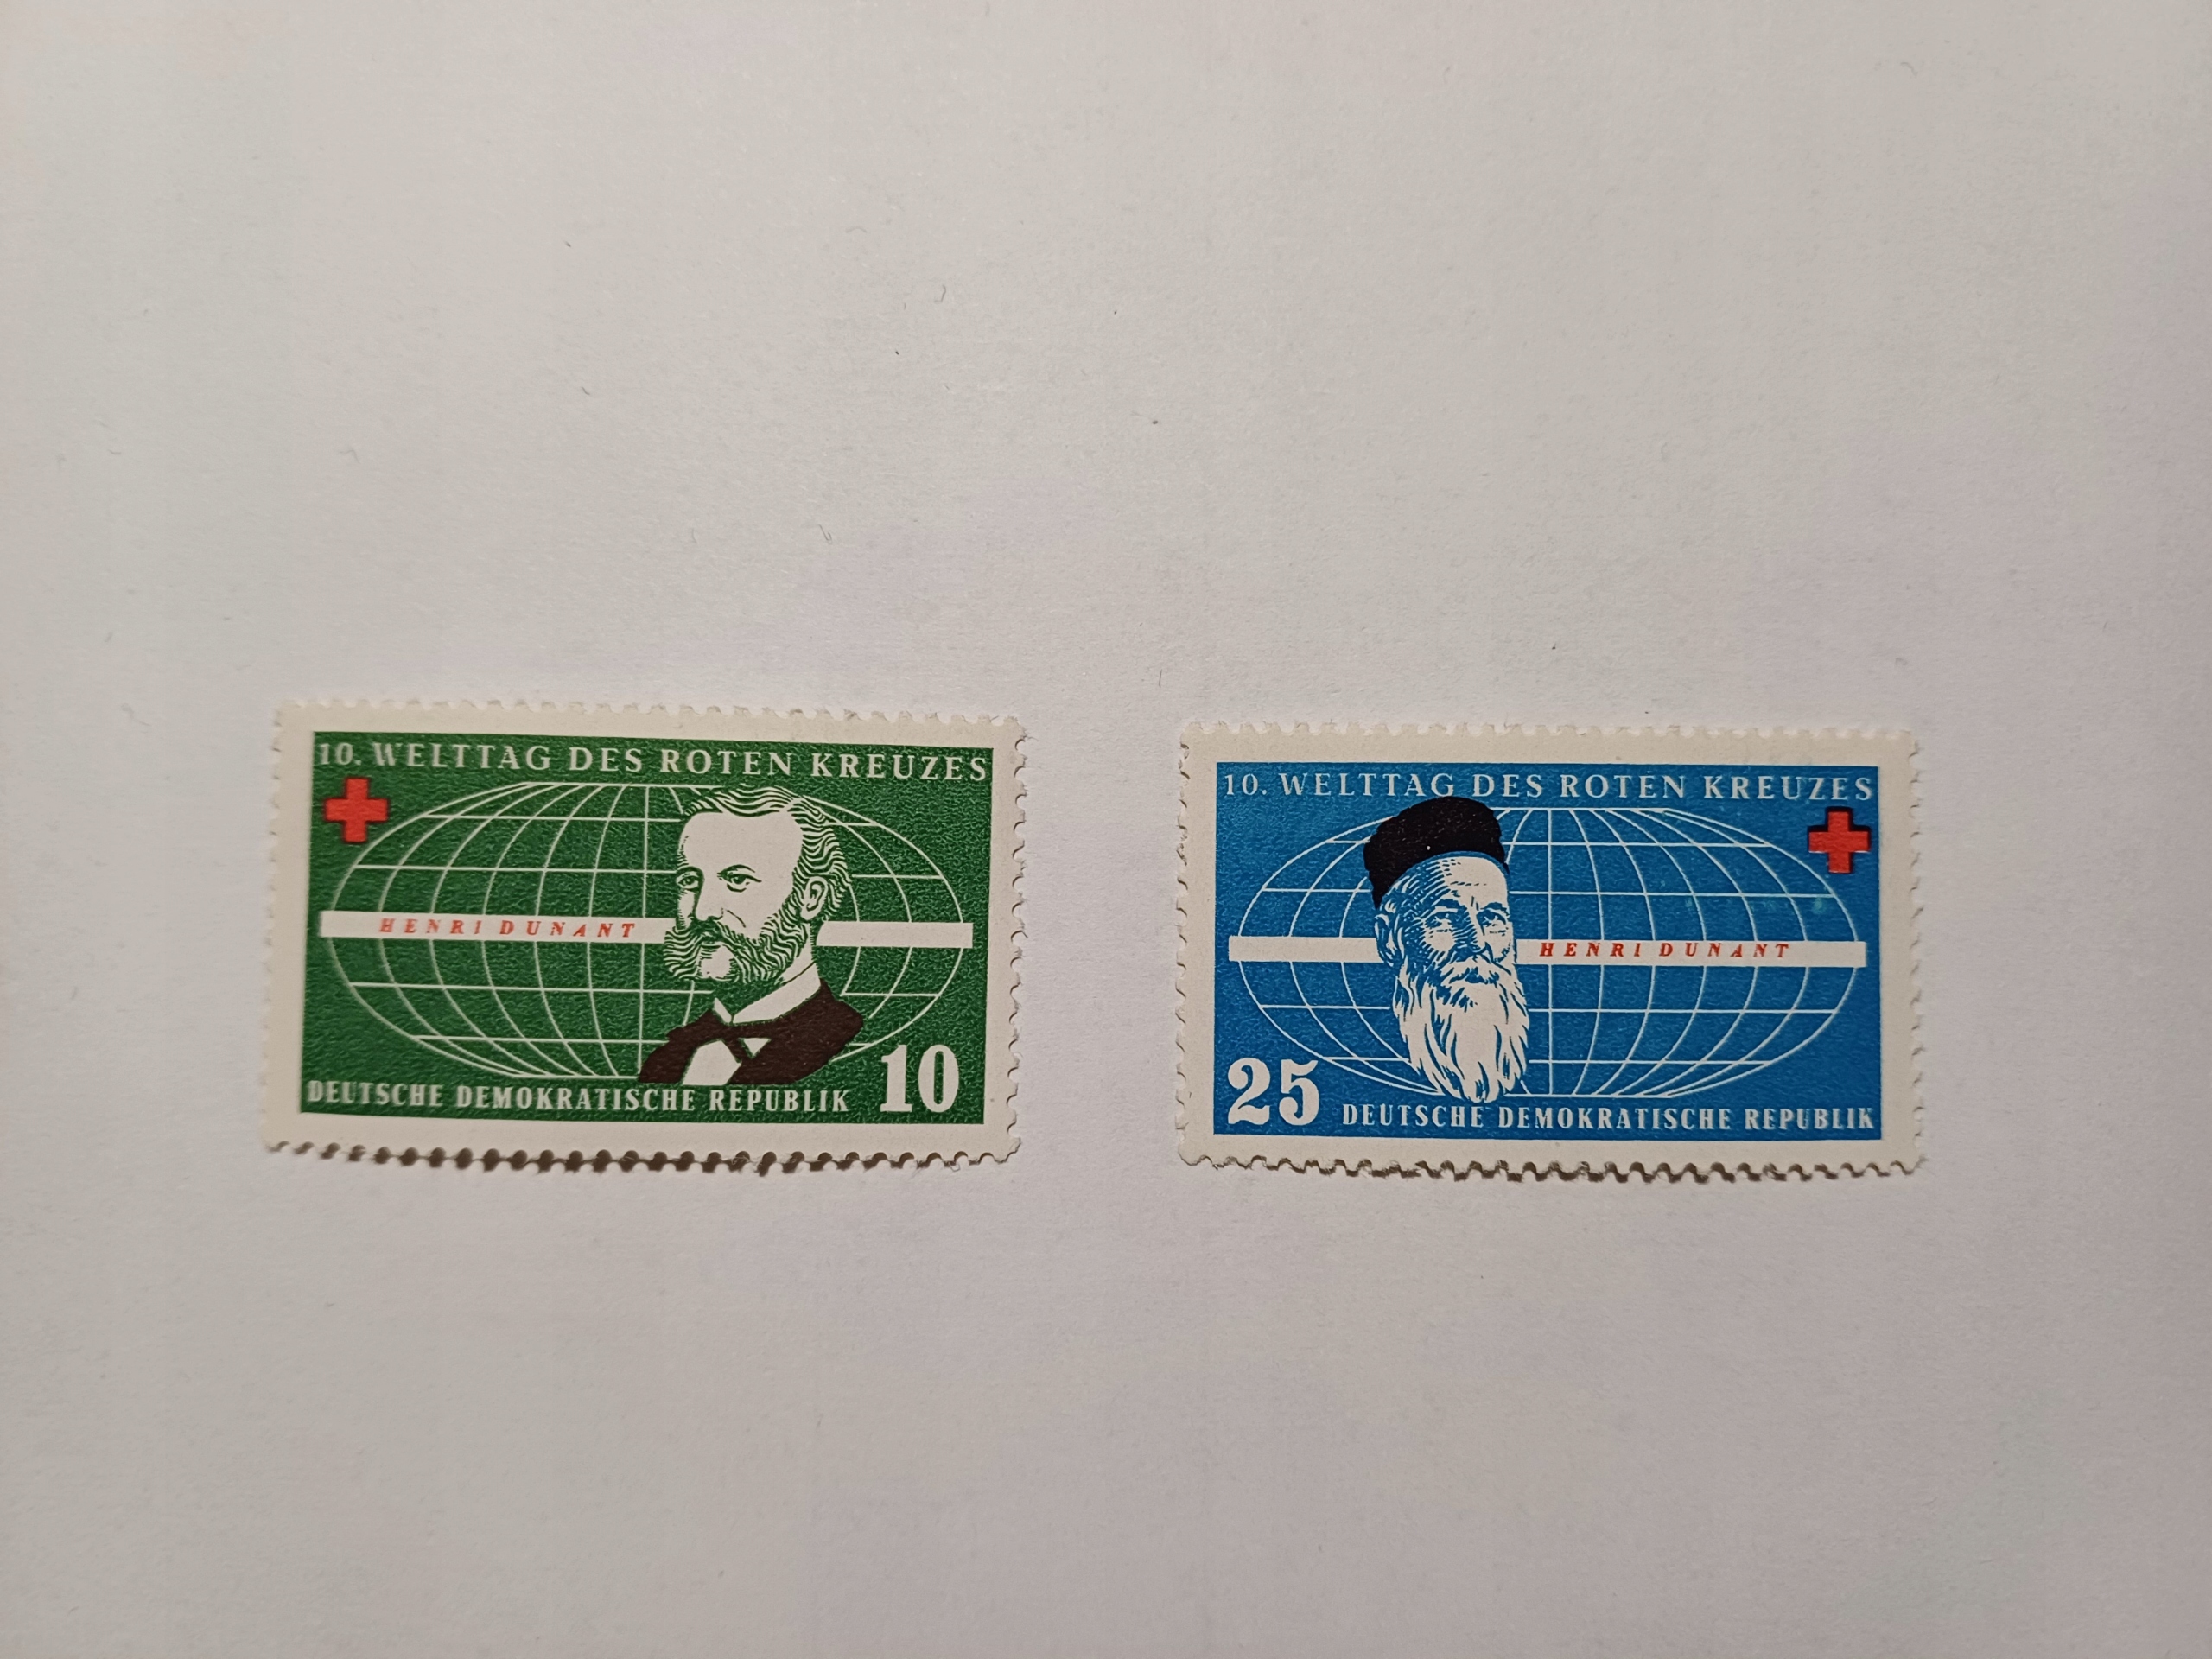 10. WELTTAG DES ROTEN KREUZES
HENRI DUNANT
DEUTSCHE DEMOKRATISCHE REPUBLIK 10
10. WELTTAG DES ROTEN KREUZES
HENRI DUNANT
25 DEUTSCHE DEMOKRATISCHE REPUBLIK